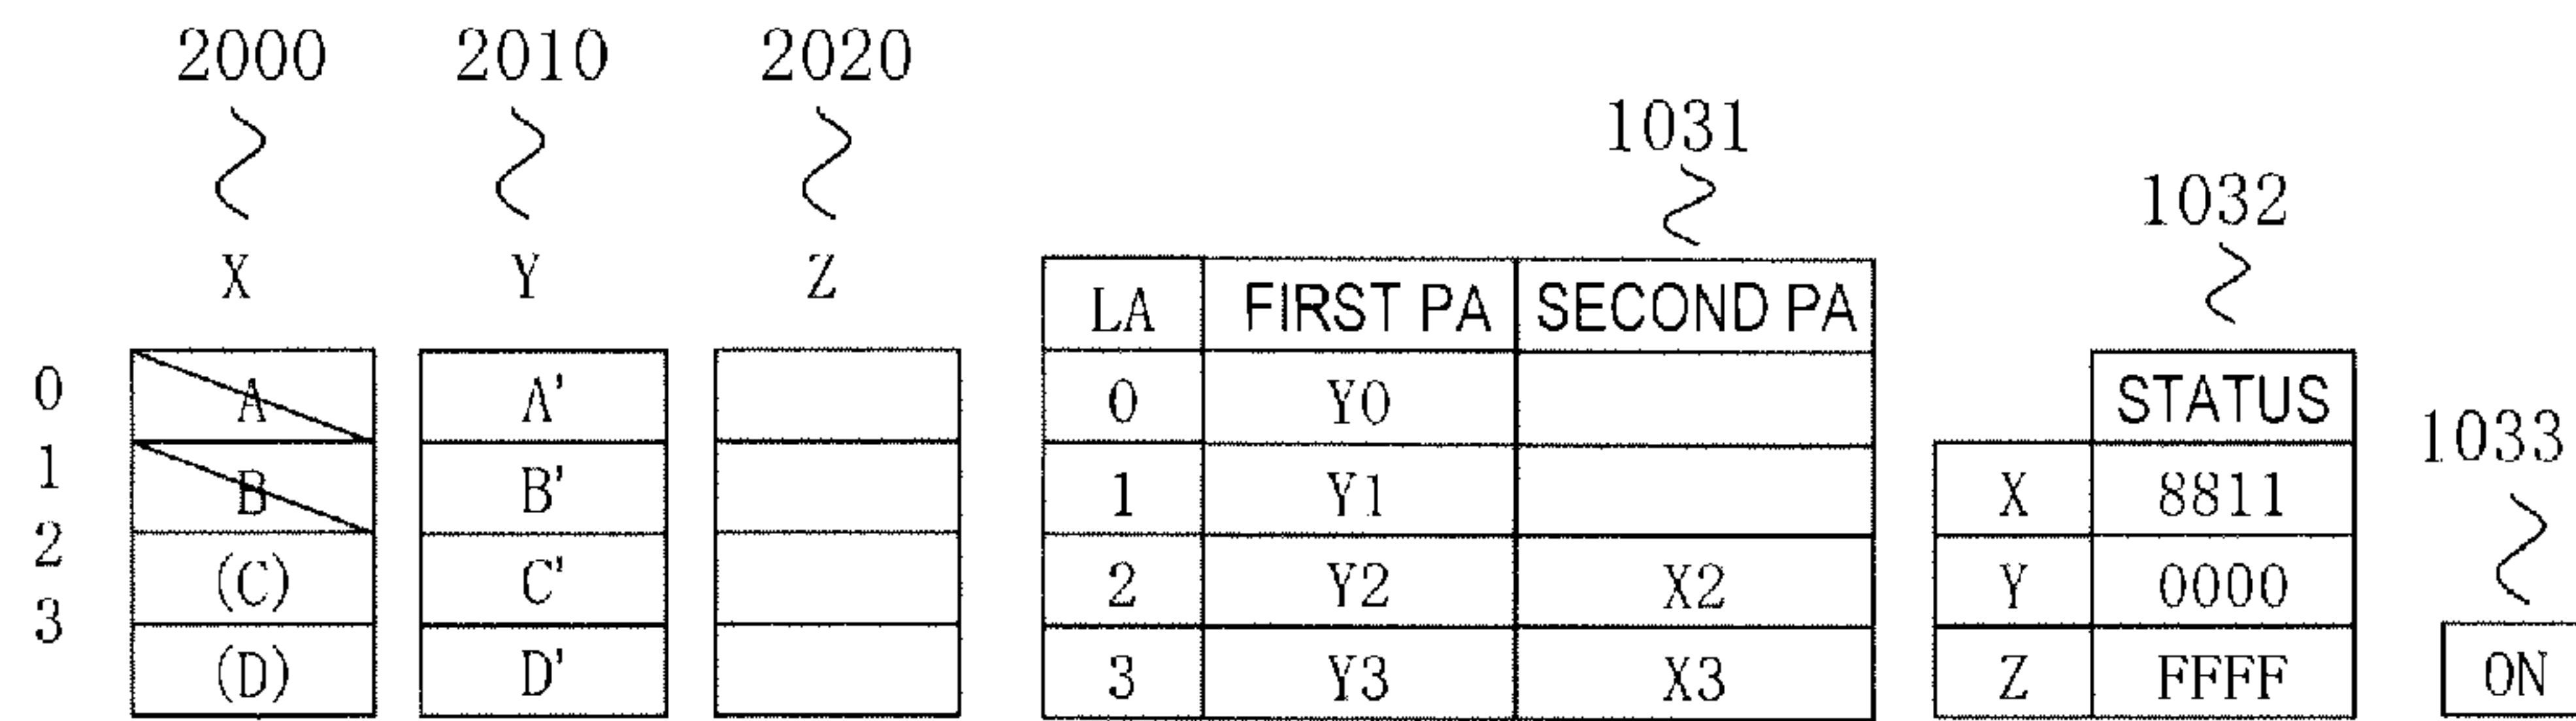 2000 2010 2020
1031
1032
X Y Z
LA FIRST PA SECOND PA
STATUS
0 A A' 0 Y0
1033
1 B B' 1 Y1 X 8811
2 (C) C' 2 Y2 X2 Y 0000
3 (D) D' 3 Y3 X3 Z FFFF ON